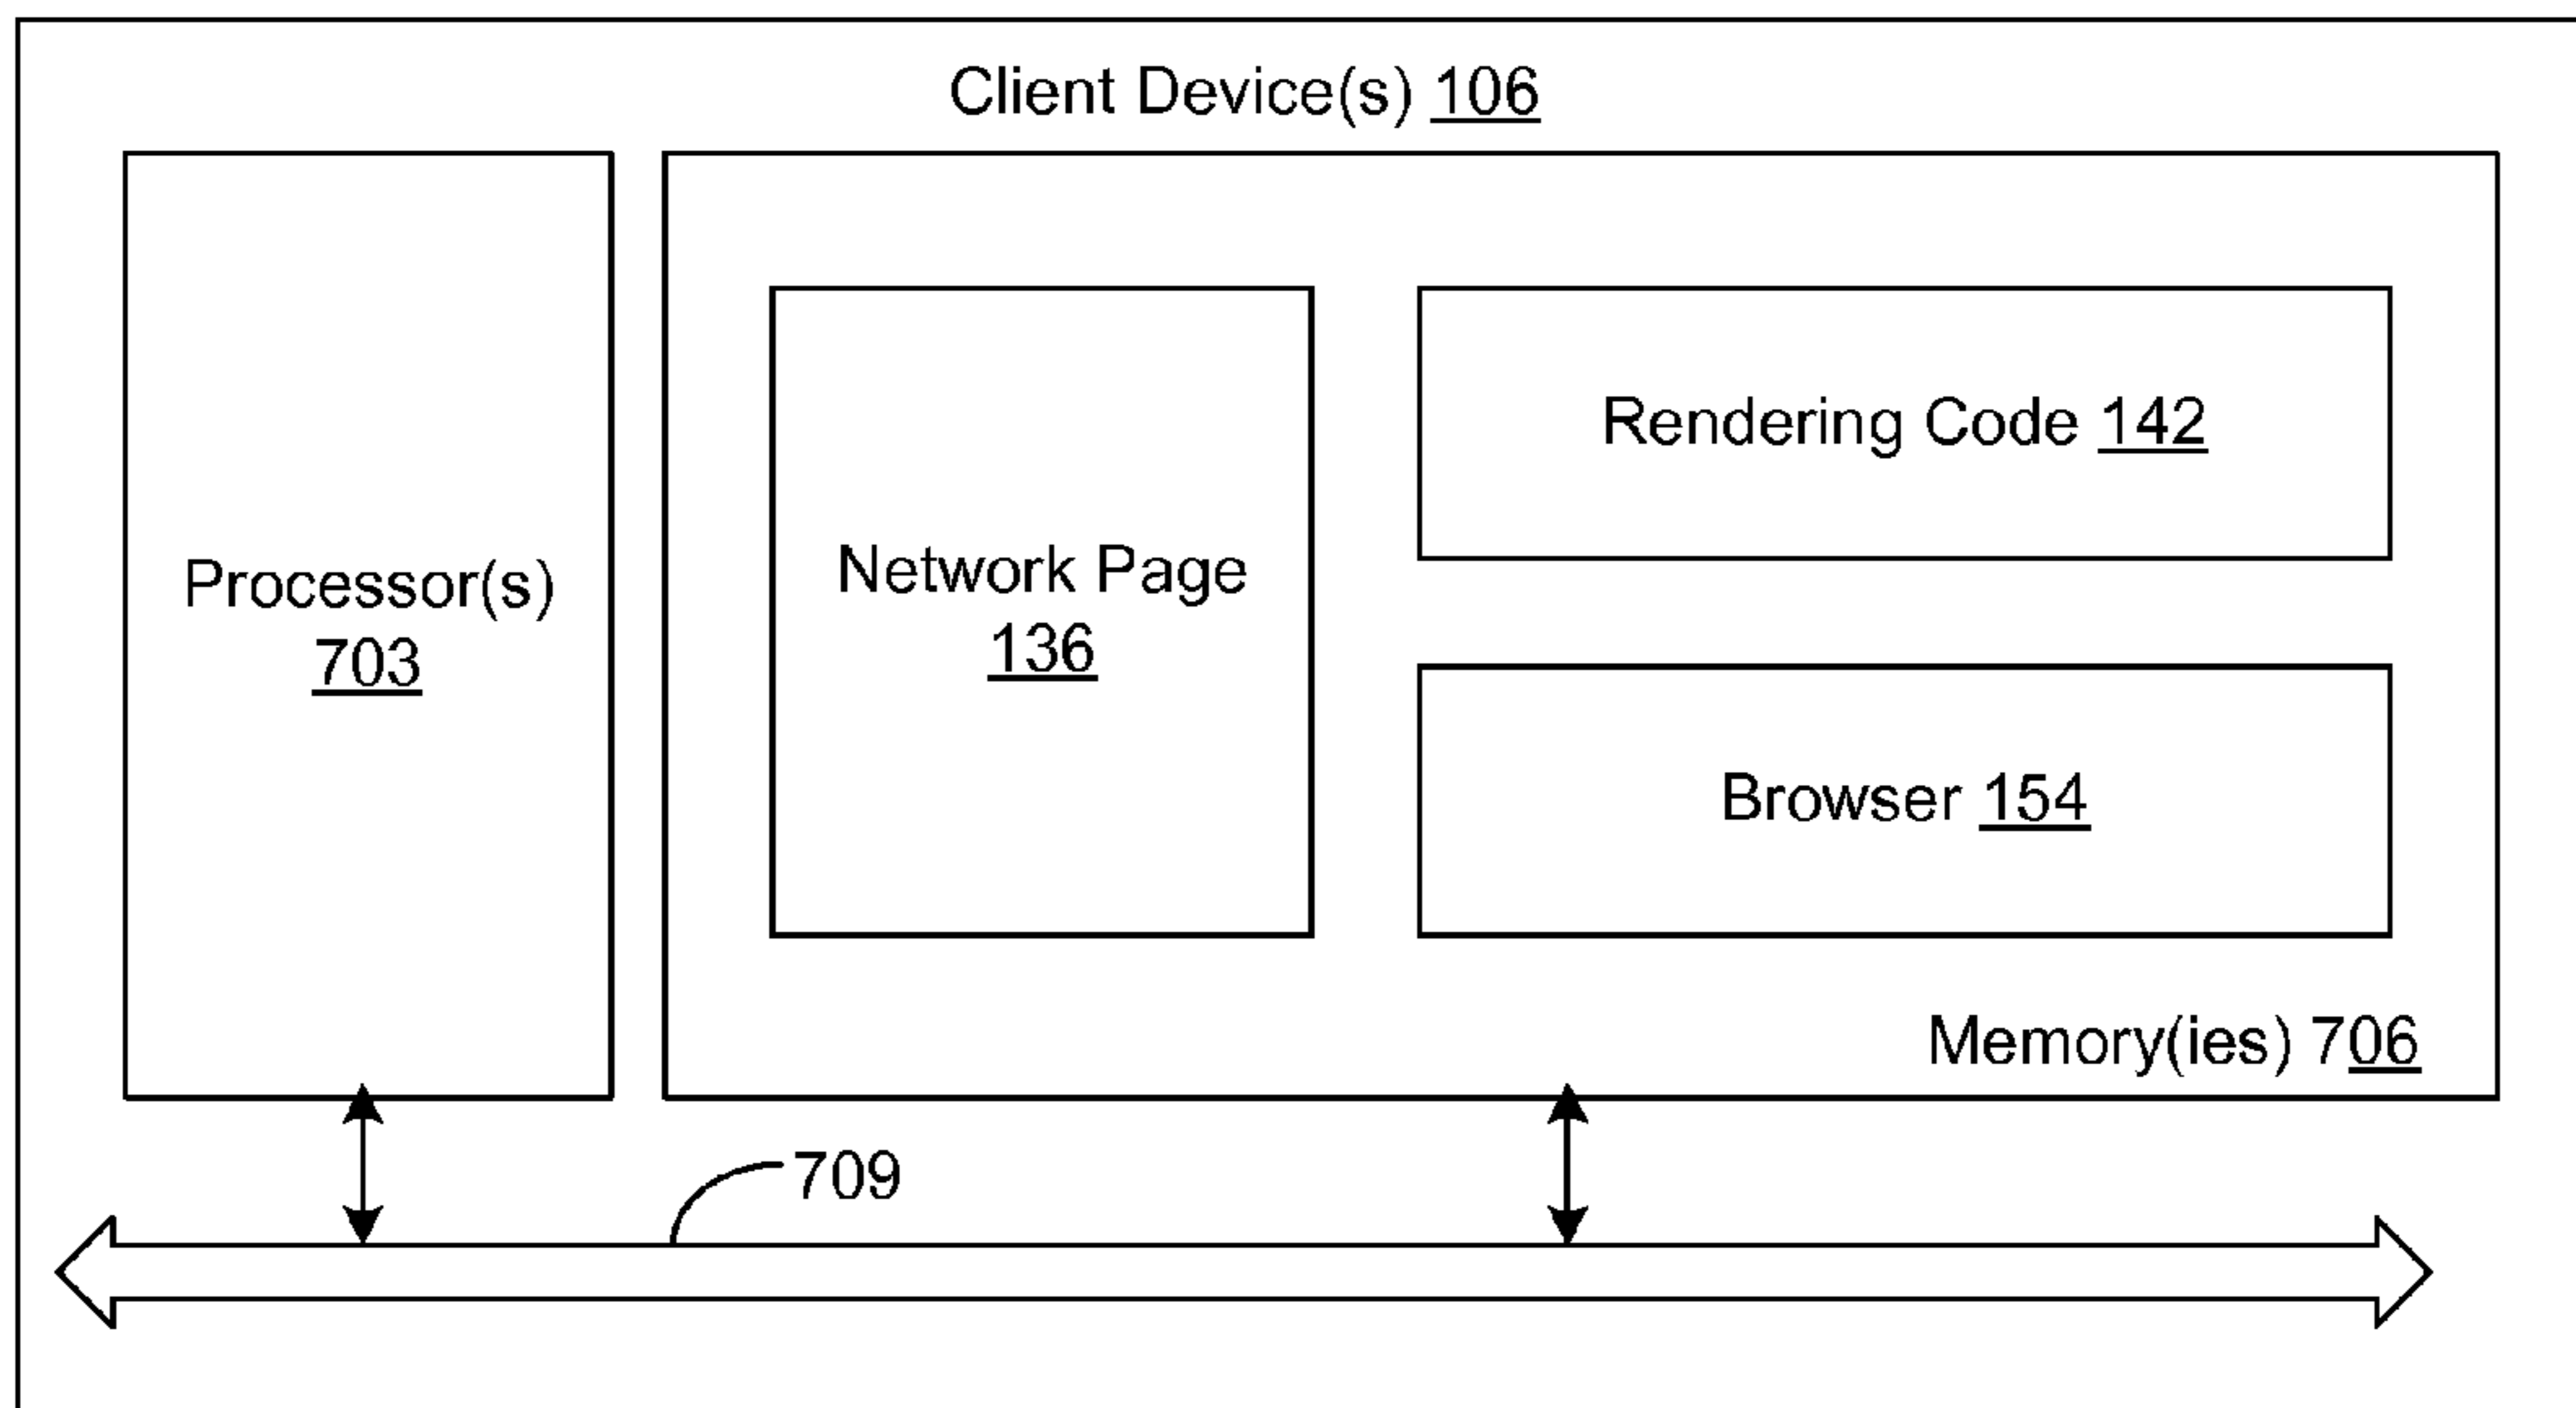 Client Device(s) 106
Processor(s)
703
Network Page
136
Rendering Code 142
Browser 154
Memory(ies) 706
709